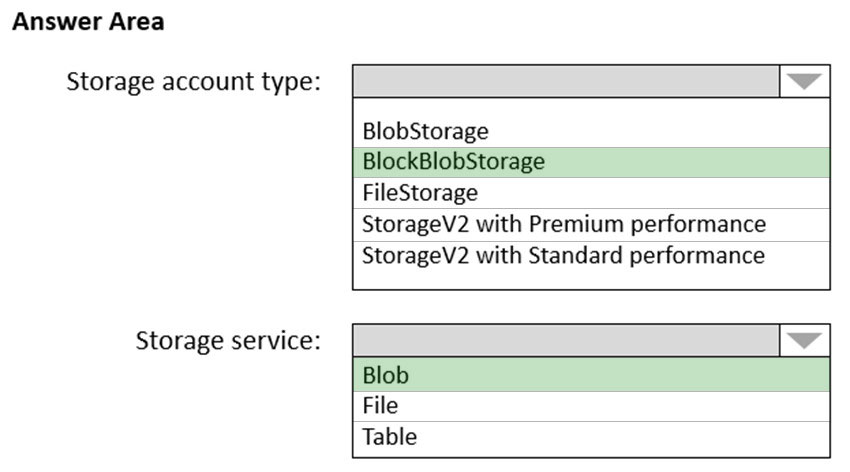 Answer Area
Storage account type:
BlobStorage
BlockBlobStorage
FileStorage
StorageV2 with Premium performance
StorageV2 with Standard performance
Storage service:
Blob
File
Table